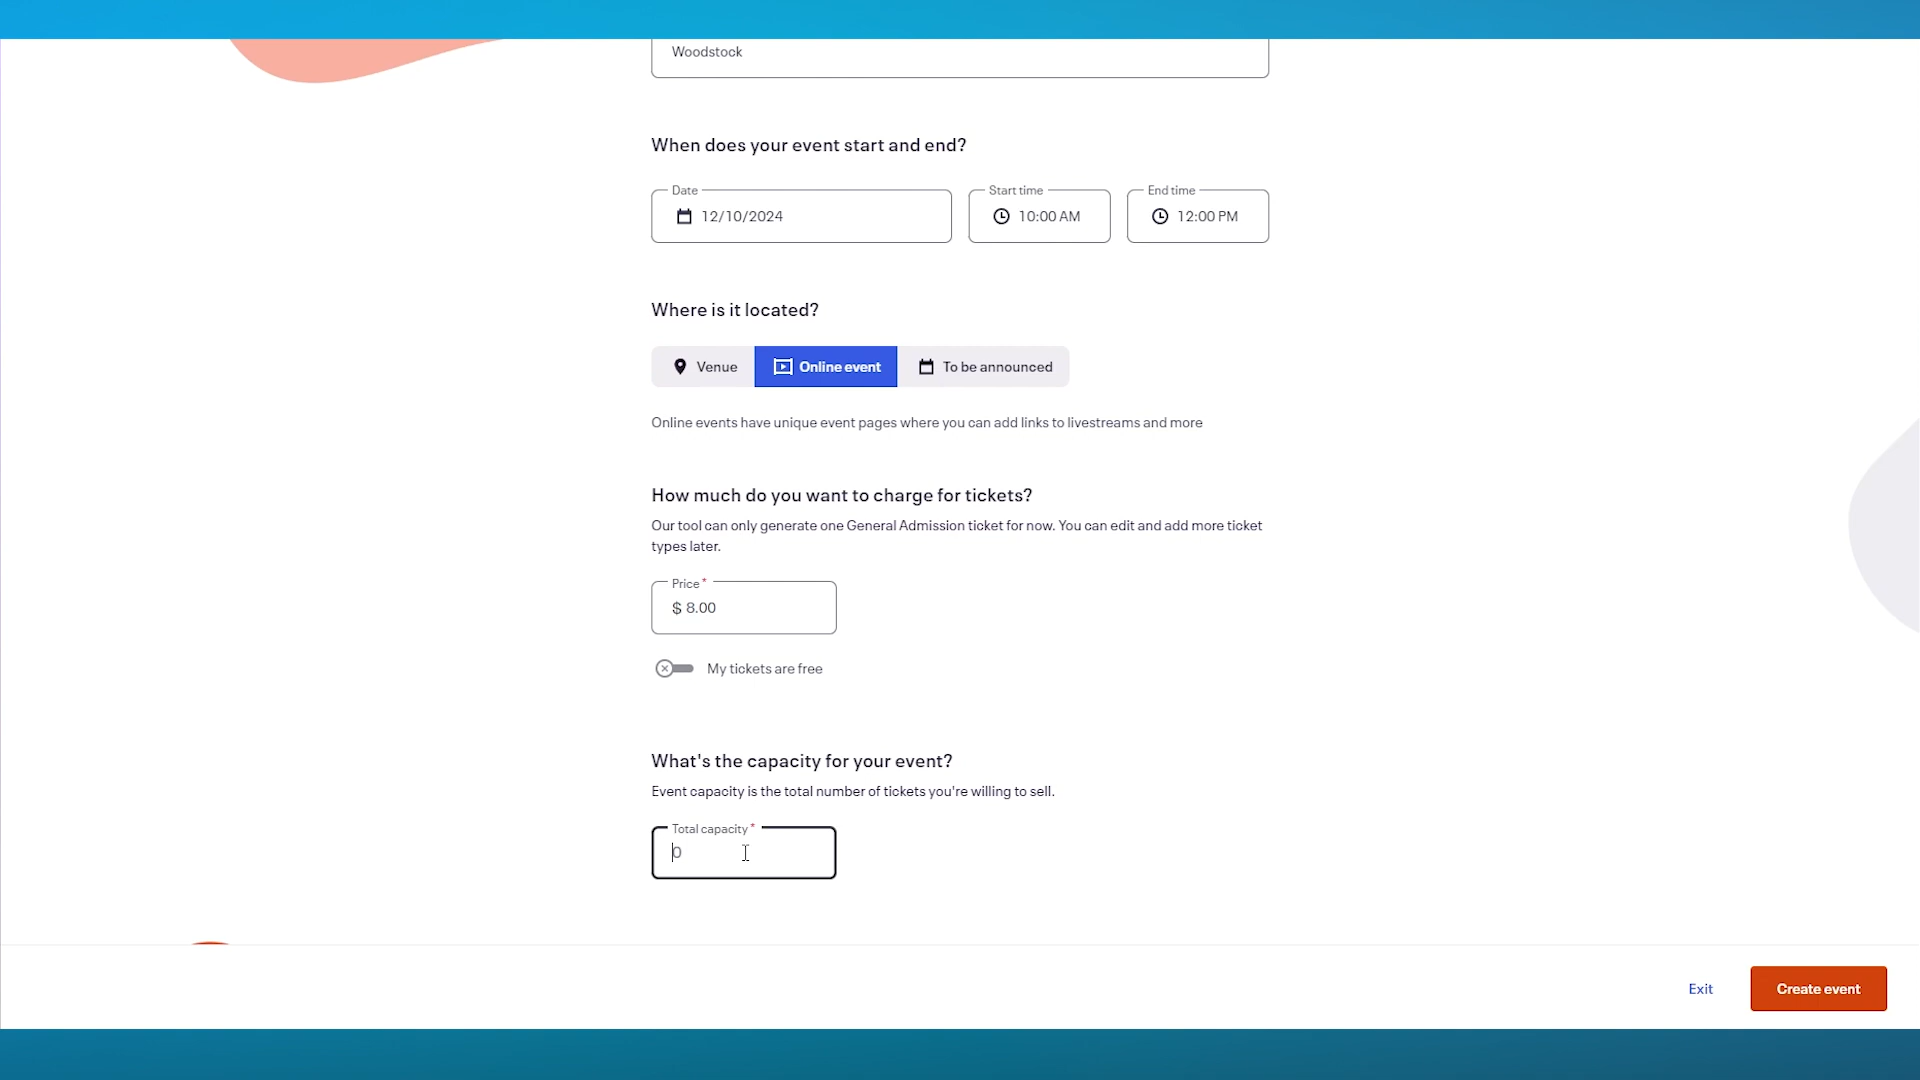 Woodstock
When does your event start and end?
Date
Start time
End time
12/10/2024
10:00 AM
12:00 PM
Where is it located?
Venue
Online event
To be announced
Online events have unique event pages where you can add links to livestreams and more
How much do you want to charge for tickets?
Our tool can only generate one General Admission ticket for now. You can edit and add more ticket
types later.
Price *
$ 8.00
My tickets are free
What's the capacity for your event?
Event capacity is the total number of tickets you're willing to sell.
Total capacity *
0
Exit
Create event